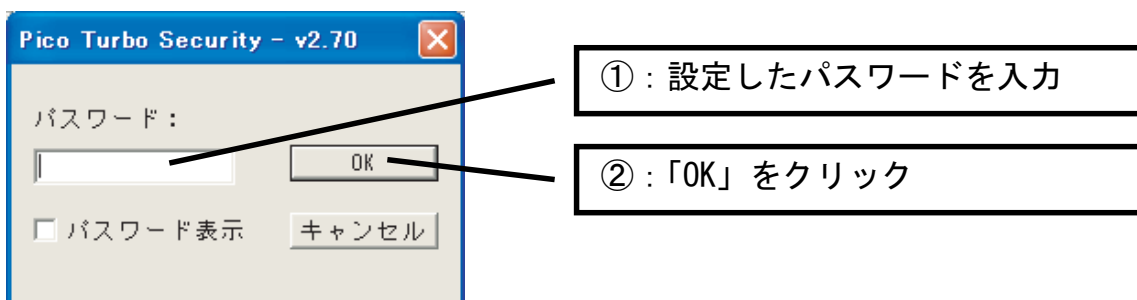 Pico Turbo Security - v2.70
パスワード：
OK
パスワード表示
キャンセル
①：設定したパスワードを入力
②：「OK」をクリック